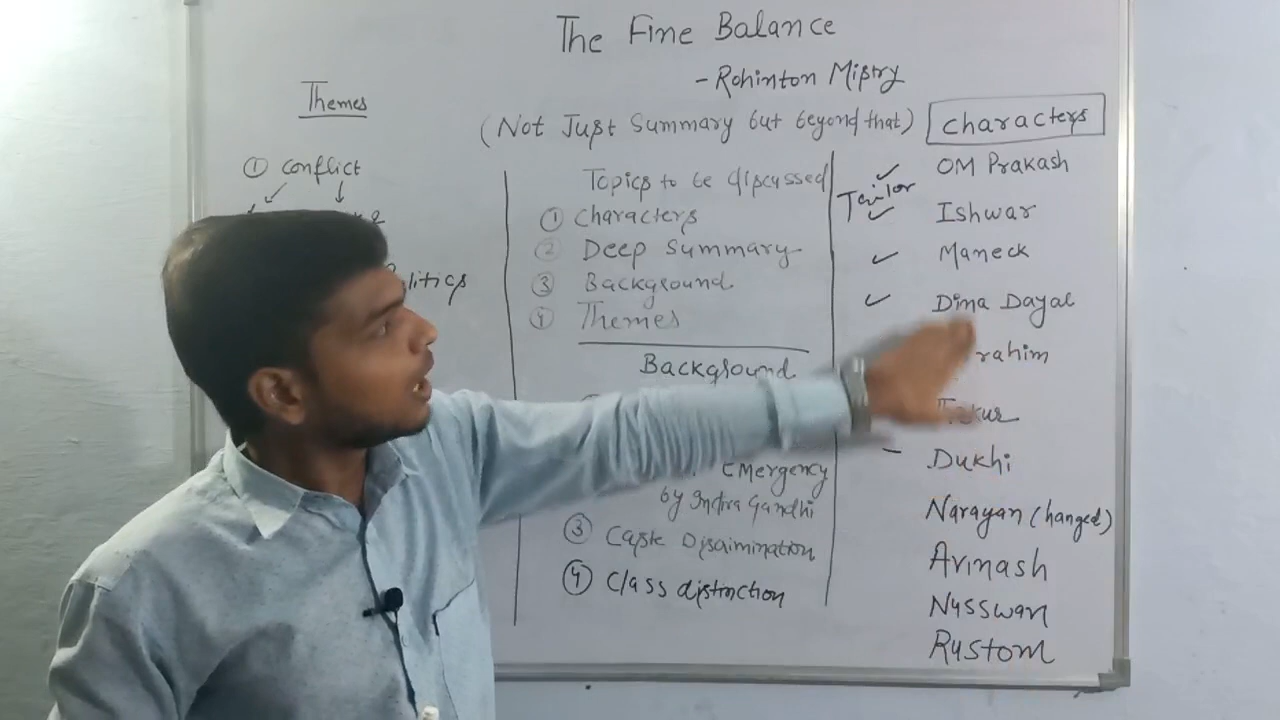 The Fine Balance
- Rohinton Mistry
(Not Just Summary but beyond that)
Themes
① Conflict
litics
Topics to be discussed
① Characters
② Deep Summary
③ Background
④ Themes
Background
Emergency
by Indira Gandhi
③ Caste Disaimination
④ Class distinction
Characters
OM Prakash
Tailor
Ishwar
Maneck
Dina Dayal
rahim
Dukhi
Narayan (hanged)
Avinash
Nusswan
Rustom